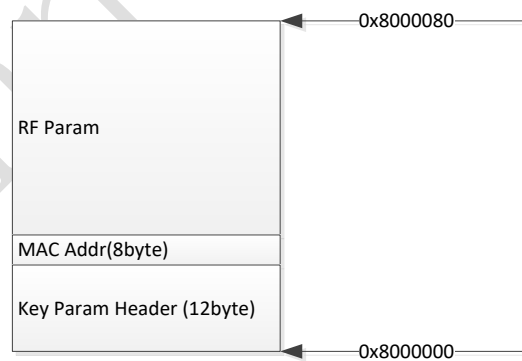 0x8000080
RF Param
MAC Addr(8byte)
Key Param Header (12byte)
0x8000000